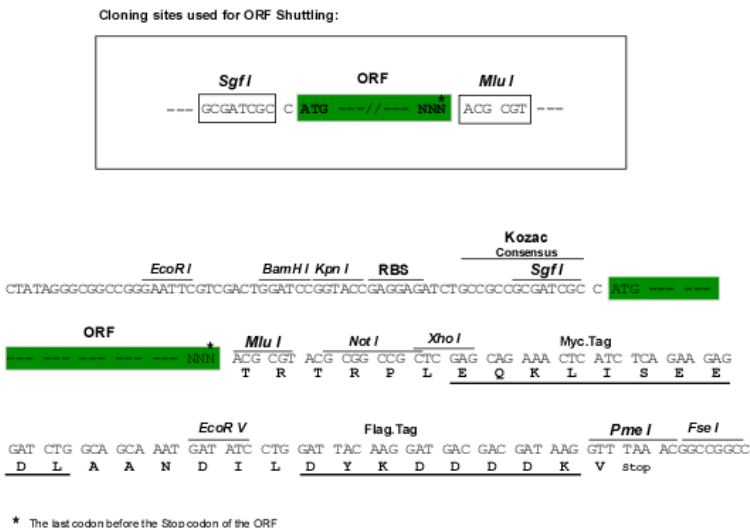 Cloning sites used for ORF Shuttling:
Sgf I ORF Mlu I
--- GCGATCGC C ATG ---//--- NNN* ACG CGT ---
Kozac
Consensus
EcoR I BamH I Kpn I RBS Sgf I
CTATAGGGCGGCCGGGAATTCGTCGACTGGATCCGGTACCGAGGAGATCTGCCGCCGCGATCGC C ATG --- ---
ORF Mlu I Not I Xho I Myc.Tag
--- --- --- --- --- --- NNN* ACG CGT ACG CGG CCG CTC GAG CAG AAA CTC ATC TCA GAA GAG
T R T R P L E Q K L I S E E
EcoR V Flag.Tag Pme I Fse I
GAT CTG GCA GCA AAT GAT ATC CTG GAT TAC AAG GAT GAC GAC GAT AAG GTT TAA ACGGCCGGCC
D L A A N D I L D Y K D D D D K V Stop
* The last codon before the Stop codon of the ORF